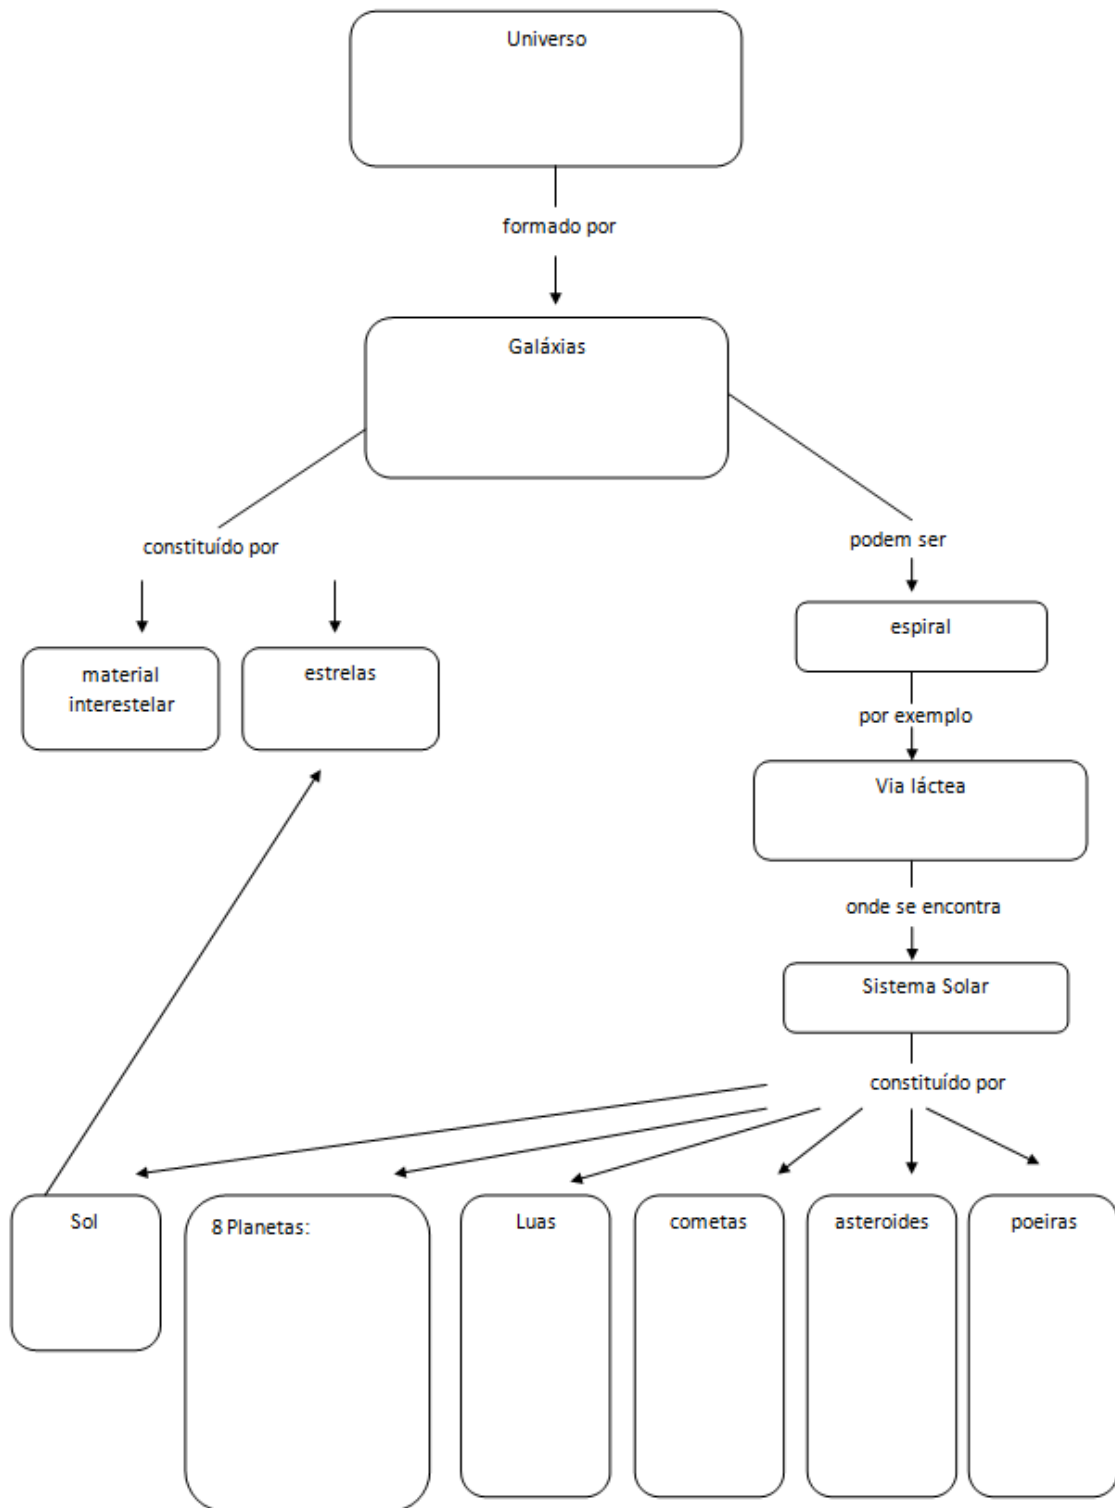 Universo
formado por
Galáxias
constituído por
podem ser
material
interestelar
estrelas
espiral
por exemplo
Via láctea
onde se encontra
Sistema Solar
constituído por
Sol
8 Planetas:
Luas
cometas
asteroides
poeiras